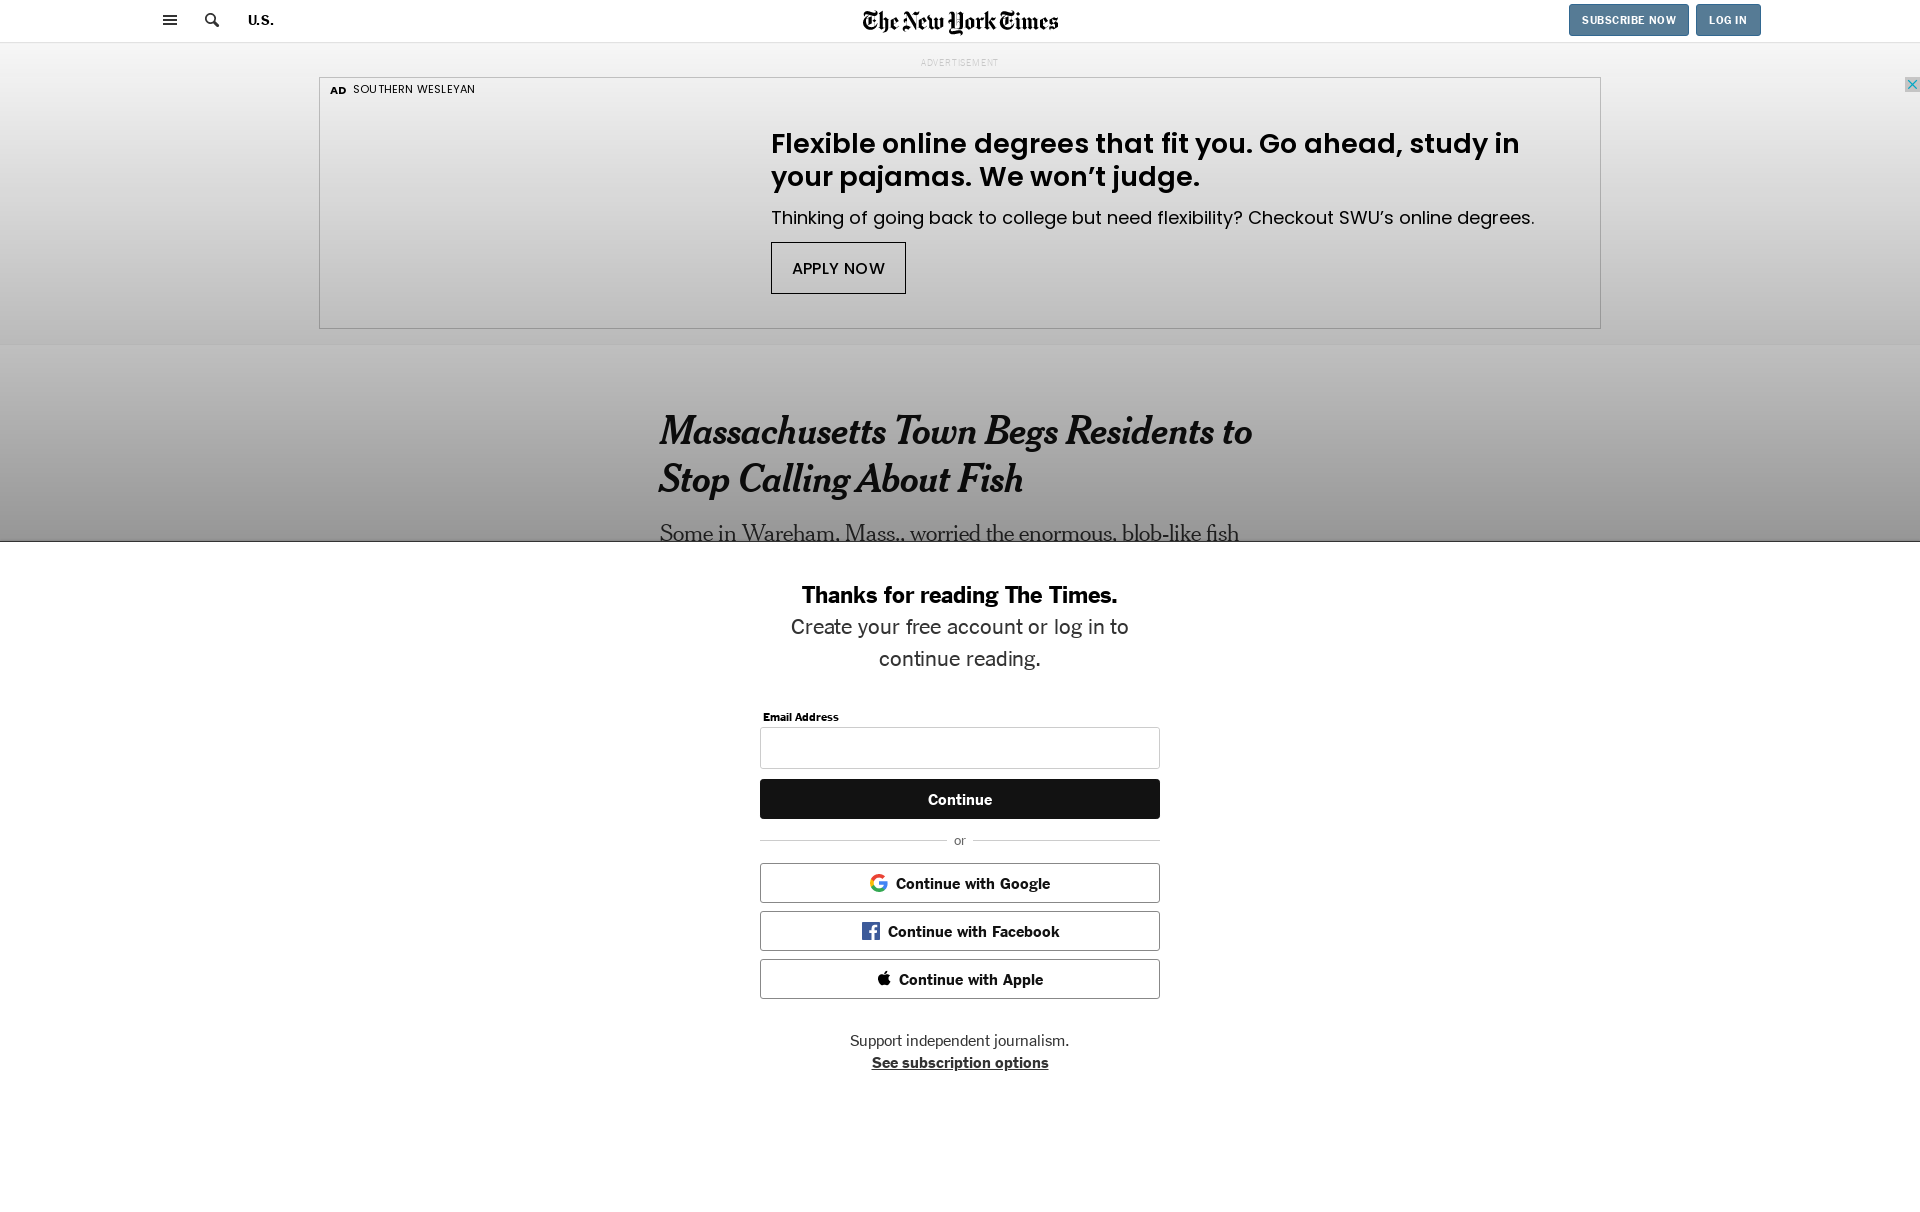 U.S.
The New York Times
SUBSCRIBE NOW
LOG IN
ADVERTISEMENT
AD SOUTHERN WESLEYAN
Flexible online degrees that fit you. Go ahead, study in
your pajamas. We won’t judge.
Thinking of going back to college but need flexibility? Checkout SWU’s online degrees.
APPLY NOW
Massachusetts Town Begs Residents to
Stop Calling About Fish
Some in Wareham, Mass., worried the enormous, blob-like fish
Thanks for reading The Times.
Create your free account or log in to
continue reading.
Email Address
Continue
or
Continue with Google
Continue with Facebook
Continue with Apple
Support independent journalism.
See subscription options